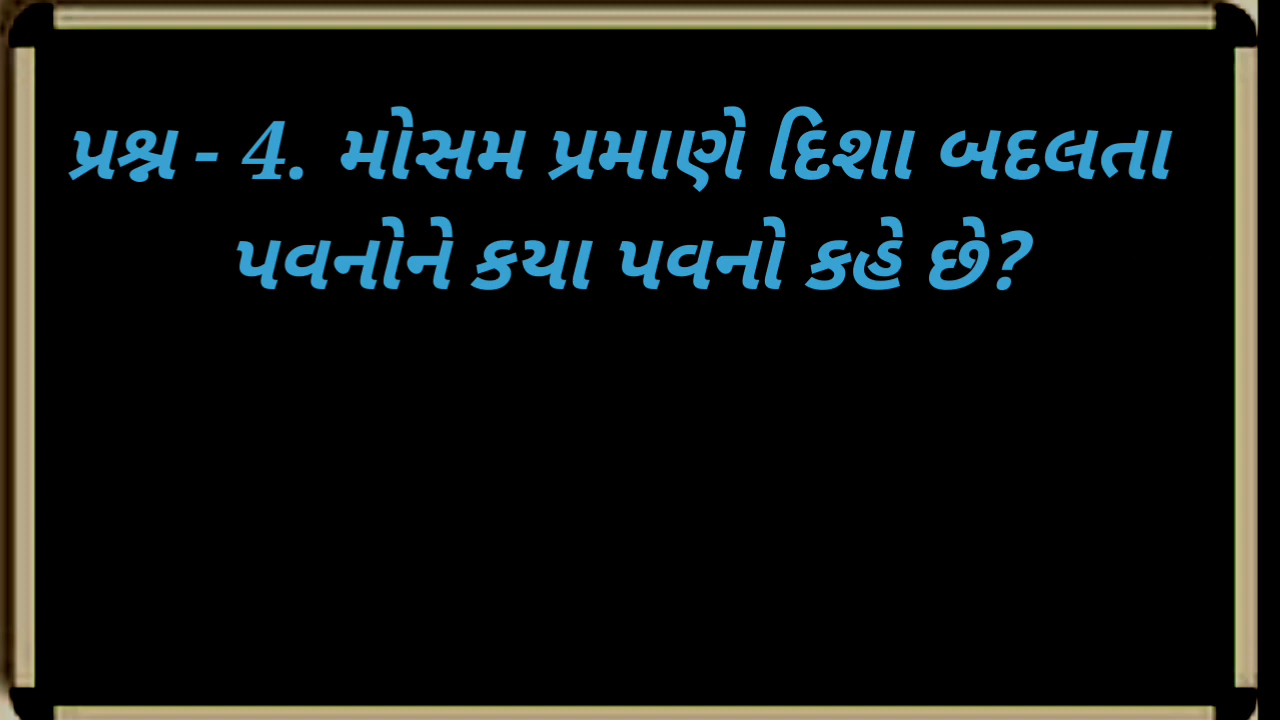 પ્રશ્ન - 4. મોસમ પ્રમાણે દિશા બદલતા
પવનોને કયા પવનો કહે છે?